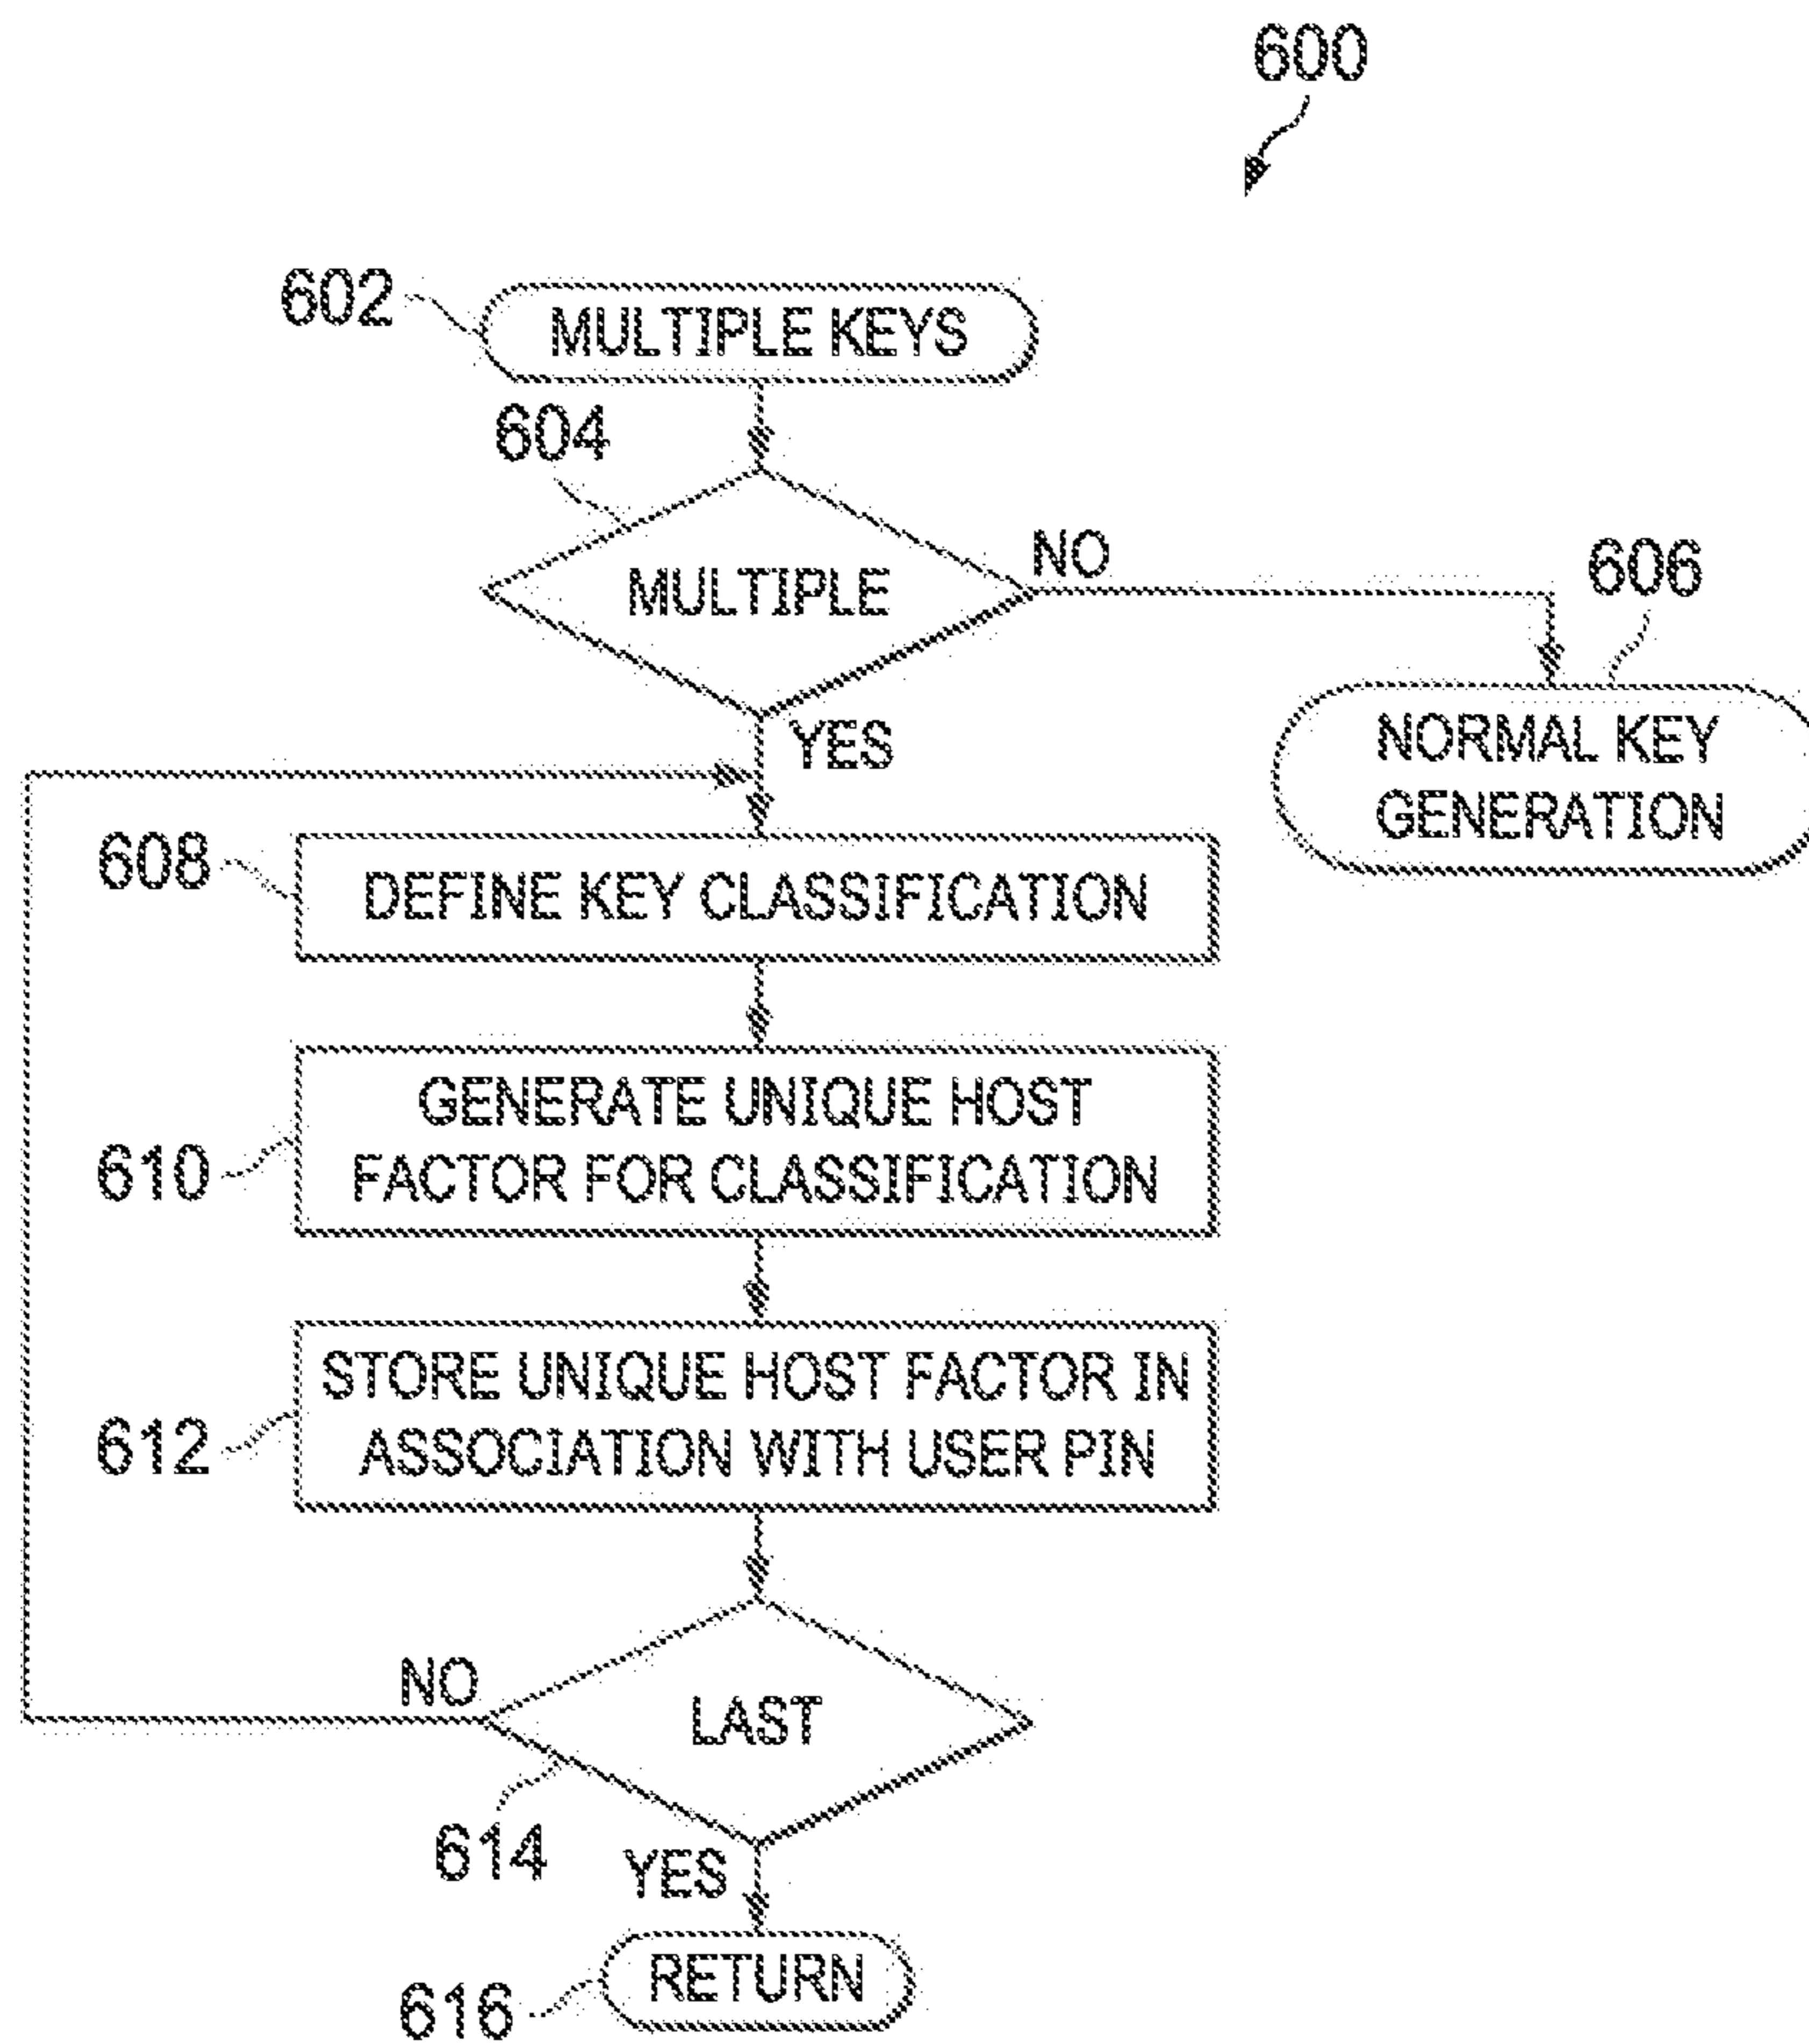 600
602
MULTIPLE KEYS
604
MULTIPLE
NO
606
NORMAL KEY
GENERATION
YES
608
DEFINE KEY CLASSIFICATION
610
GENERATE UNIQUE HOST
FACTOR FOR CLASSIFICATION
612
STORE UNIQUE HOST FACTOR IN
ASSOCIATION WITH USER PIN
NO
LAST
614
YES
RETURN
616